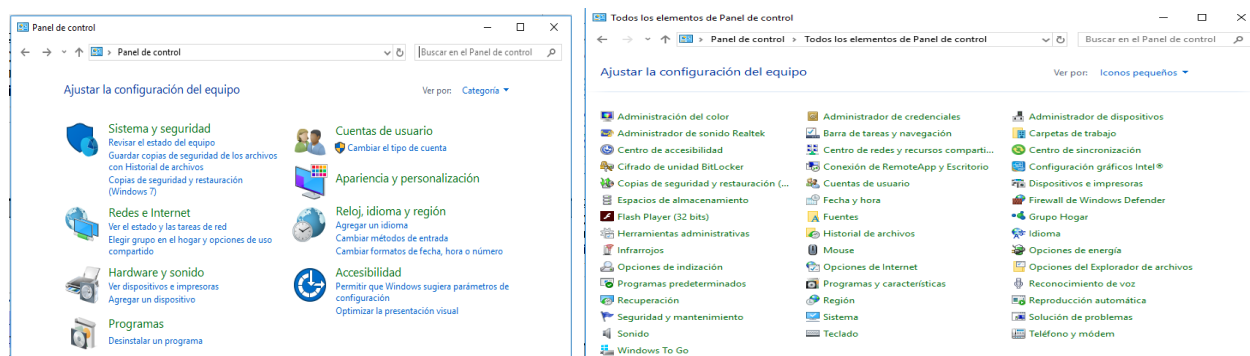 Panel de control
Panel de control
Buscar en el Panel de control
Ajustar la configuración del equipo
Ver por: Categoría
Sistema y seguridad
Revisar el estado del equipo
Guardar copias de seguridad de los archivos
con Historial de archivos
Copias de seguridad y restauración
(Windows 7)
Redes e Internet
Ver el estado y las tareas de red
Elegir grupo en el hogar y opciones de uso
compartido
Hardware y sonido
Ver dispositivos e impresoras
Agregar un dispositivo
Programas
Desinstalar un programa
Cuentas de usuario
Cambiar el tipo de cuenta
Apariencia y personalización
Reloj, idioma y región
Agregar un idioma
Cambiar métodos de entrada
Cambiar formatos de fecha, hora o número
Accesibilidad
Permitir que Windows sugiera parámetros de
configuración
Optimizar la presentación visual
Todos los elementos de Panel de control
Panel de control > Todos los elementos de Panel de control
Buscar en el Panel de control
Ajustar la configuración del equipo
Ver por: Iconos pequeños
Administración del color
Administrador de credenciales
Administrador de dispositivos
Administrador de sonido Realtek
Barra de tareas y navegación
Carpetas de trabajo
Centro de accesibilidad
Centro de redes y recursos comparti...
Centro de sincronización
Cifrado de unidad BitLocker
Conexión de RemoteApp y Escritorio
Configuración gráficos Intel®
Copias de seguridad y restauración (...
Cuentas de usuario
Dispositivos e impresoras
Espacios de almacenamiento
Fecha y hora
Firewall de Windows Defender
Flash Player (32 bits)
Fuentes
Grupo Hogar
Herramientas administrativas
Historial de archivos
Idioma
Infrarrojos
Mouse
Opciones de energía
Opciones de indización
Opciones de Internet
Opciones del Explorador de archivos
Programas predeterminados
Programas y características
Reconocimiento de voz
Recuperación
Región
Reproducción automática
Seguridad y mantenimiento
Sistema
Solución de problemas
Sonido
Teclado
Teléfono y módem
Windows To Go